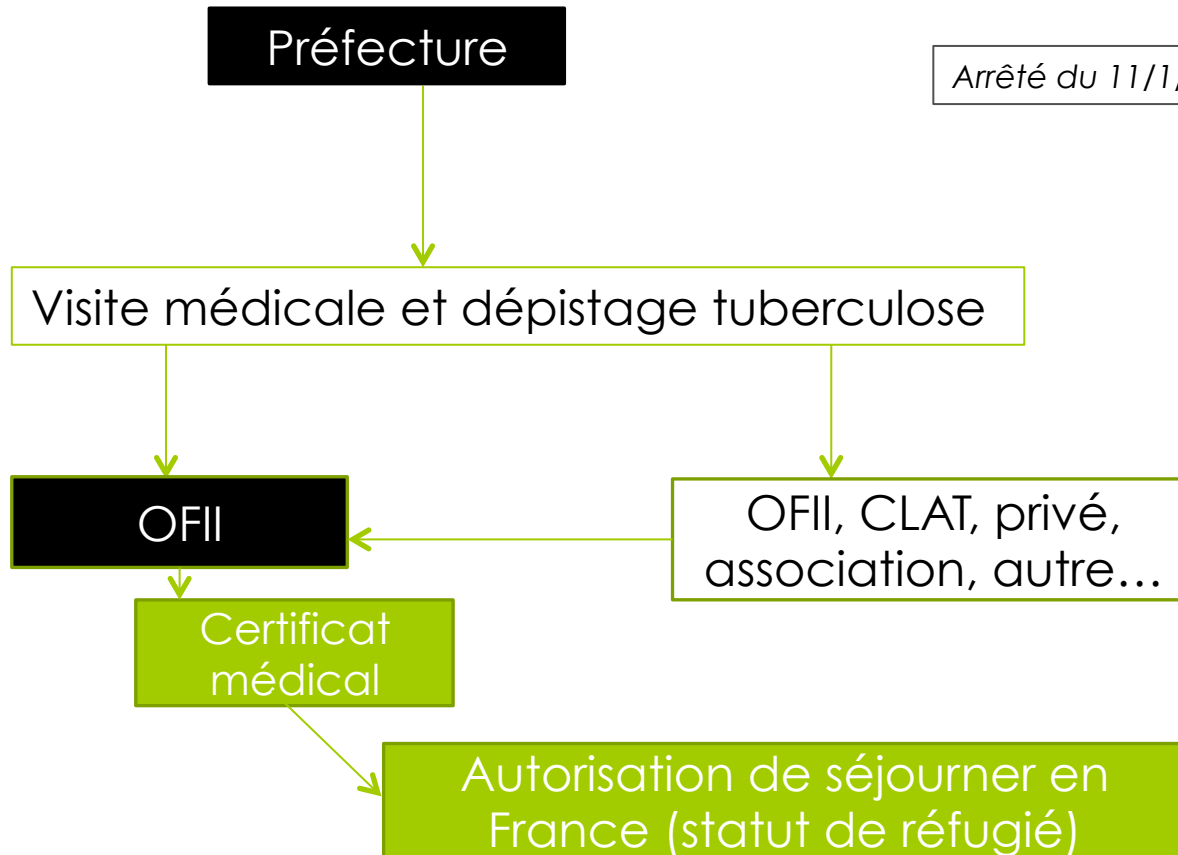 Préfecture
Arrêté du 11/1
Visite médicale et dépistage tuberculose
OFII
OFII, CLAT, privé,
association, autre…
Certificat
médical
Autorisation de séjourner en
France (statut de réfugié)